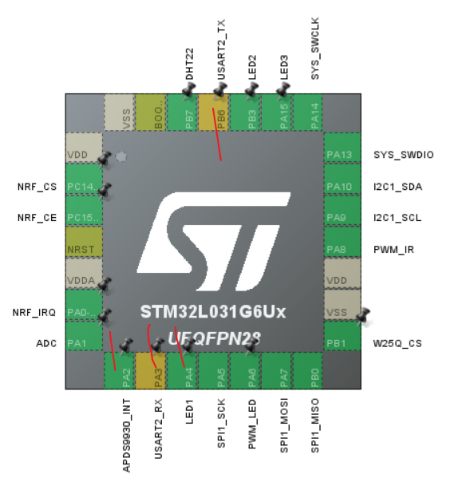 DHT22
USART2_TX
LED2
LED3
SYS_SWCLK
VSS
BOO..
PB7
PB6
PB3
PA15
PA14
VDD
NRF_CS
PC14..
NRF_CE
PC15..
NRST
VDDA
NRF_IRQ
PA0-..
ADC
PA1
PA13
SYS_SWDIO
PA10
I2C1_SDA
PA9
I2C1_SCL
PA8
PWM_IR
VDD
VSS
PB1
W25Q_CS
ST
STM32L031G6Ux
UFQFPN28
PA2
PA3
PA4
PA5
PA6
PA7
PB0
APDS9930_INT
USART2_RX
LED1
SPI1_SCK
PWM_LED
SPI1_MOSI
SPI1_MISO